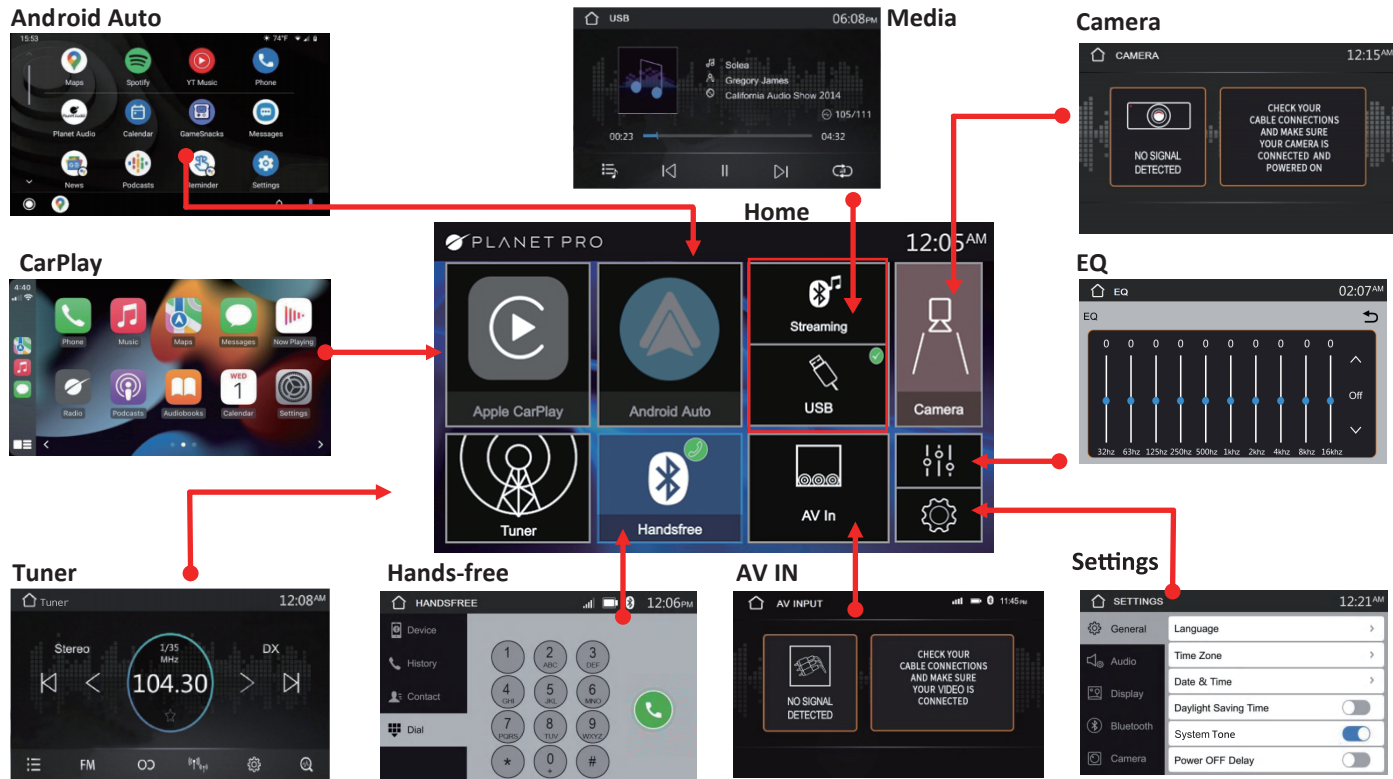 Android Auto
15:53
74°F
Maps
Spotify
YT Music
Phone
Planet Audio
Calendar
GameSnacks
Messages
News
Podcasts
Reminder
Settings
Media
USB
06:08PM
Solea
Gregory James
California Audio Show 2014
105/111
00:23
04:32
Camera
CAMERA
12:15AM
NO SIGNAL
DETECTED
CHECK YOUR
CABLE CONNECTIONS
AND MAKE SURE
YOUR CAMERA IS
CONNECTED AND
POWERED ON
CarPlay
4:40
Phone
Music
Maps
Messages
Now Playing
Radio
Podcasts
Audiobooks
WED
1
Calendar
Settings
Home
PLANET PRO
12:05AM
Apple CarPlay
Android Auto
Streaming
USB
Camera
Tuner
Handsfree
AV In
EQ
EQ
02:07AM
EQ
0 0 0 0 0 0 0 0 0 0
Off
32hz 63hz 125hz 250hz 500hz 1khz 2khz 4khz 8khz 16khz
Tuner
Tuner
12:08AM
Stereo
1/35
MHz
DX
104.30
FM
Hands-free
HANDSFREE
12:06PM
Device
History
Contact
Dial
1
2 ABC
3 DEF
4 GHI
5 JKL
6 MNO
7 PQRS
8 TUV
9 WXYZ
*
0 +
#
AV IN
AV INPUT
11:45PM
NO SIGNAL
DETECTED
CHECK YOUR
CABLE CONNECTIONS
AND MAKE SURE
YOUR VIDEO IS
CONNECTED
Settings
SETTINGS
12:21AM
General
Audio
Display
Bluetooth
Camera
Language
Time Zone
Date & Time
Daylight Saving Time
System Tone
Power OFF Delay